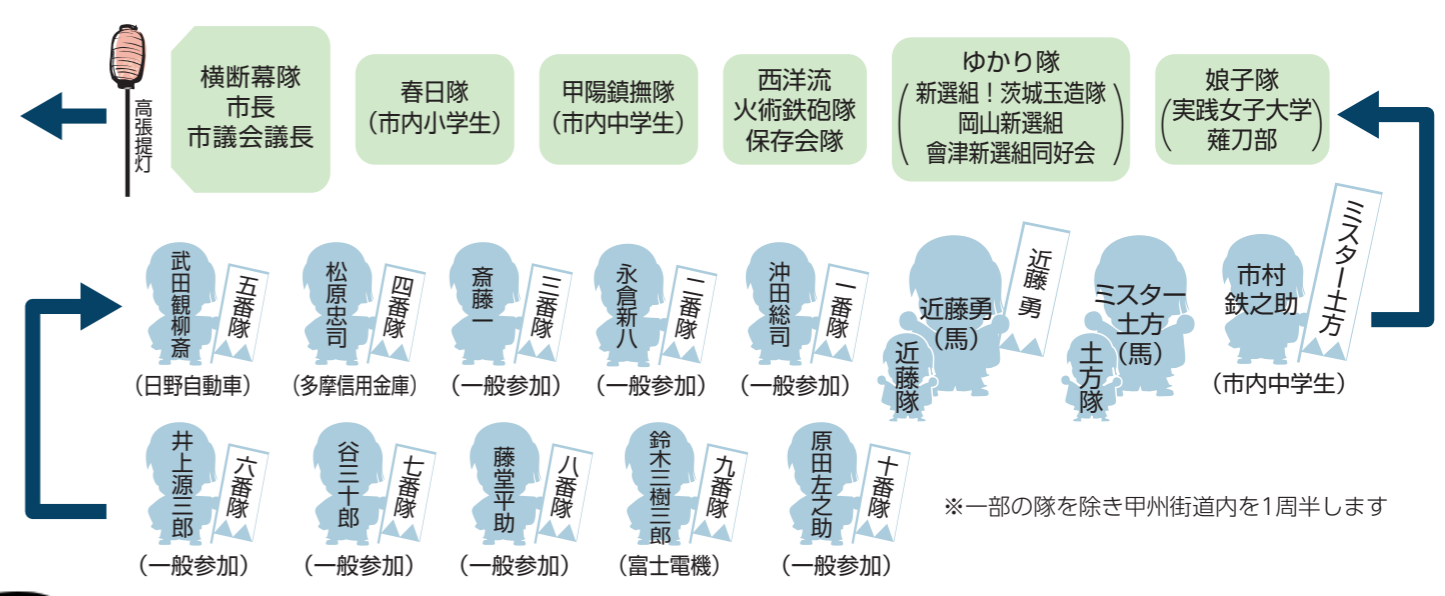 高張提灯
横断幕隊
市長
市議会議長
春日隊
(市内小学生)
甲陽鎮撫隊
(市内中学生)
西洋流
火術鉄砲隊
保存会隊
ゆかり隊
(新選組！茨城玉造隊
岡山新選組
會津新選組同好会)
娘子隊
(実践女子大学
薙刀部)
武田観柳斎
五番隊
(日野自動車)
松原忠司
四番隊
(多摩信用金庫)
斎藤一
三番隊
(一般参加)
永倉新八
二番隊
(一般参加)
沖田総司
一番隊
(一般参加)
近藤勇
(馬)
近藤勇
近藤隊
ミスター
土方
(馬)
土方隊
市村
鉄之助
ミスター土方
(市内中学生)
井上源三郎
六番隊
(一般参加)
谷三十郎
七番隊
(一般参加)
藤堂平助
八番隊
(一般参加)
鈴木三樹三郎
九番隊
(富士電機)
原田左之助
十番隊
(一般参加)
※一部の隊を除き甲州街道内を1周半します